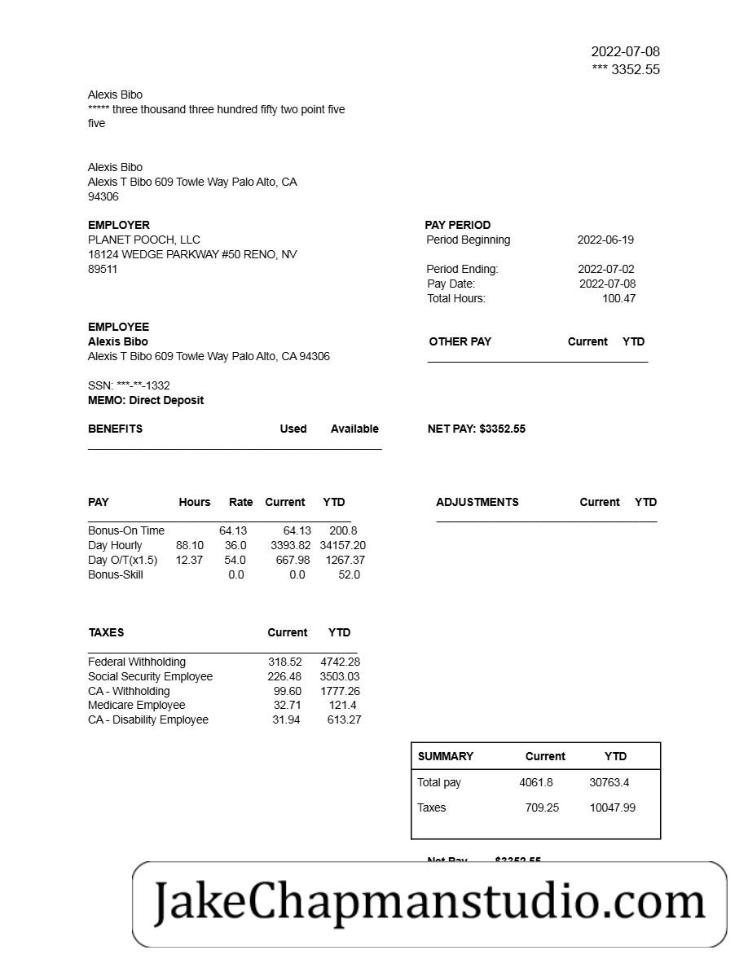 2022-07-08
*** 3352.55
Alexis Bibo
***** three thousand three hundred fifty two point five
five
Alexis Bibo
Alexis T Bibo 609 Towle Way Palo Alto, CA
94306
EMPLOYER
PLANET POOCH, LLC
18124 WEDGE PARKWAY #50 RENO, NV
89511
PAY PERIOD
Period Beginning 2022-06-19
Period Ending: 2022-07-02
Pay Date: 2022-07-08
Total Hours: 100.47
EMPLOYEE
Alexis Bibo
Alexis T Bibo 609 Towle Way Palo Alto, CA 94306
OTHER PAY Current YTD
SSN: ***-**-1332
MEMO: Direct Deposit
BENEFITS Used Available
NET PAY: $3352.55
PAY Hours Rate Current YTD
Bonus-On Time 64.13 64.13 200.8
Day Hourly 88.10 36.0 3393.82 34157.20
Day O/T(x1.5) 12.37 54.0 667.98 1267.37
Bonus-Skill 0.0 0.0 52.0
ADJUSTMENTS Current YTD
TAXES Current YTD
Federal Withholding 318.52 4742.28
Social Security Employee 226.48 3503.03
CA - Withholding 99.60 1777.26
Medicare Employee 32.71 121.4
CA - Disability Employee 31.94 613.27
SUMMARY Current YTD
Total pay 4061.8 30763.4
Taxes 709.25 10047.99
Net Pay $3352.55
JakeChapmanstudio.com